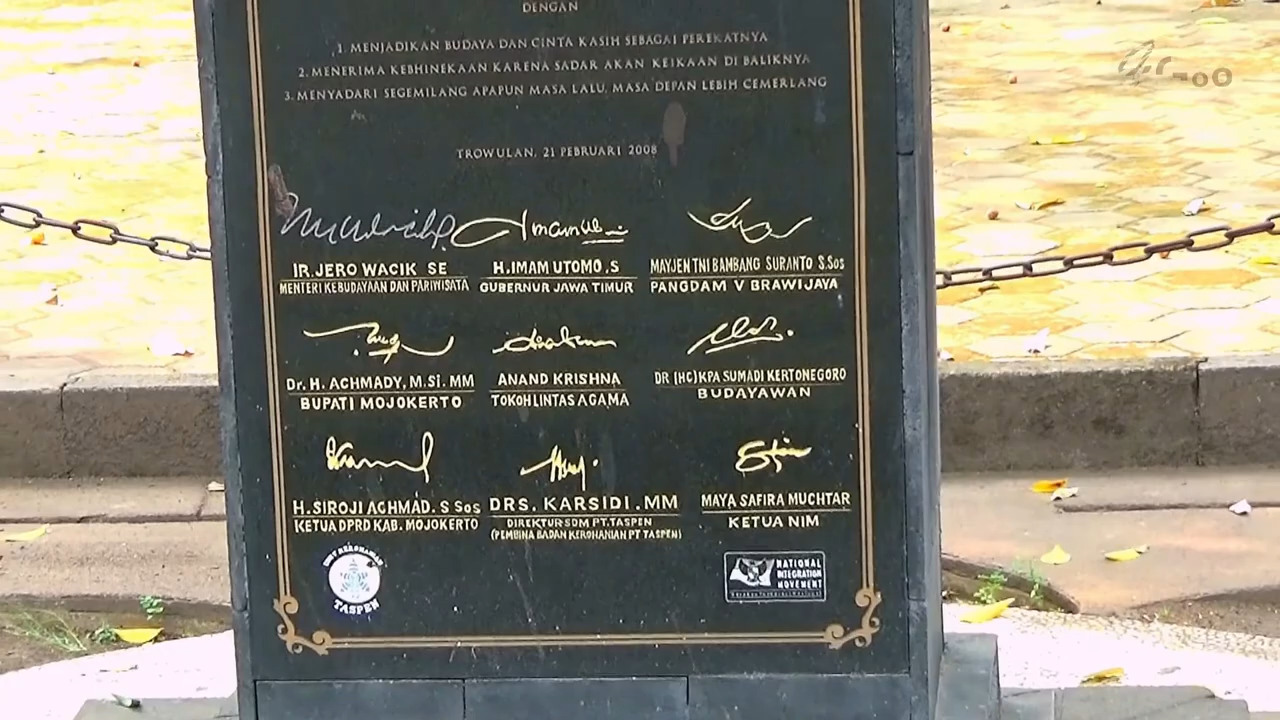 DENGAN
1. MENJADIKAN BUDAYA DAN CINTA KASIH SEBAGAI PEREKATNYA
2. MENERIMA KEBHINEKAAN KARENA SADAR AKAN KEIKAAN DI BALIKNYA
3. MENYADARI SEGEMILANG APAPUN MASA LALU, MASA DEPAN LEBIH CEMERLANG
TROWULAN, 21 PEBRUARI 2008
IR. JERO WACIK SE
MENTERI KEBUDAYAAN DAN PARIWISATA
H. IMAM UTOMO .S
GUBERNUR JAWA TIMUR
MAYJEN TNI BAMBANG SURANTO S.Sos
PANGDAM V BRAWIJAYA
Dr. H. ACHMADY, M.Si. MM
BUPATI MOJOKERTO
ANAND KRISHNA
TOKOH LINTAS AGAMA
DR (HC) KPA SUMADI KERTONEGORO
BUDAYAWAN
H. SIROJI ACHMAD. S Sos
KETUA DPRD KAB. MOJOKERTO
DRS. KARSIDI . MM
DIREKTUR SDM PT. TASPEN
(PEMBINA BADAN KEROHANIAN PT TASPEN)
MAYA SAFIRA MUCHTAR
KETUA NIM
TASPEN
NATIONAL
INTEGRATION
MOVEMENT